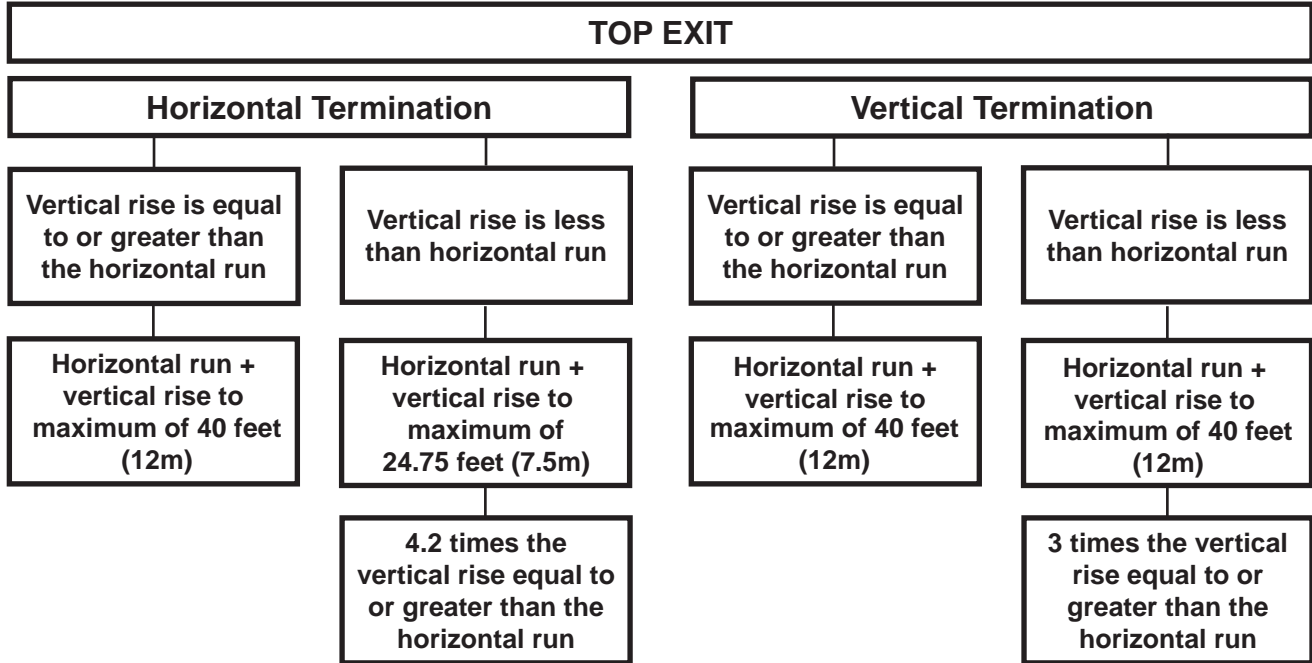 TOP EXIT
Horizontal Termination
Vertical Termination
Vertical rise is equal
to or greater than
the horizontal run
Vertical rise is less
than horizontal run
Vertical rise is equal
to or greater than
the horizontal run
Vertical rise is less
than horizontal run
Horizontal run +
vertical rise to
maximum of 40 feet
(12m)
Horizontal run +
vertical rise to
maximum of
24.75 feet (7.5m)
Horizontal run +
vertical rise to
maximum of 40 feet
(12m)
Horizontal run +
vertical rise to
maximum of 40 feet
(12m)
4.2 times the
vertical rise equal to
or greater than the
horizontal run
3 times the vertical
rise equal to or
greater than the
horizontal run